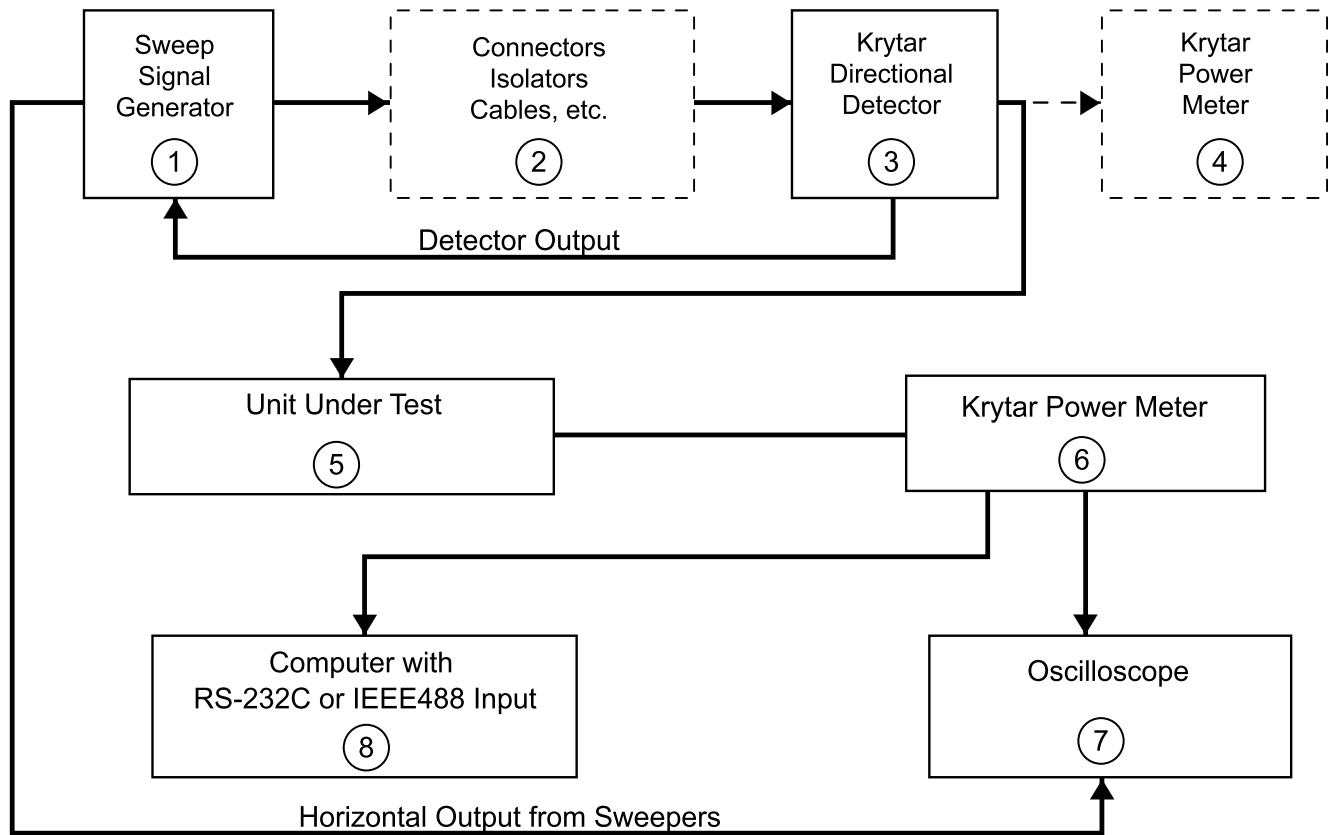 Sweep
Signal
Generator
1
Connectors
Isolators
Cables, etc.
2
Krytar
Directional
Detector
3
Krytar
Power
Meter
4
Detector Output
Unit Under Test
5
Krytar Power Meter
6
Computer with
RS-232C or IEEE488 Input
8
Oscilloscope
7
Horizontal Output from Sweepers